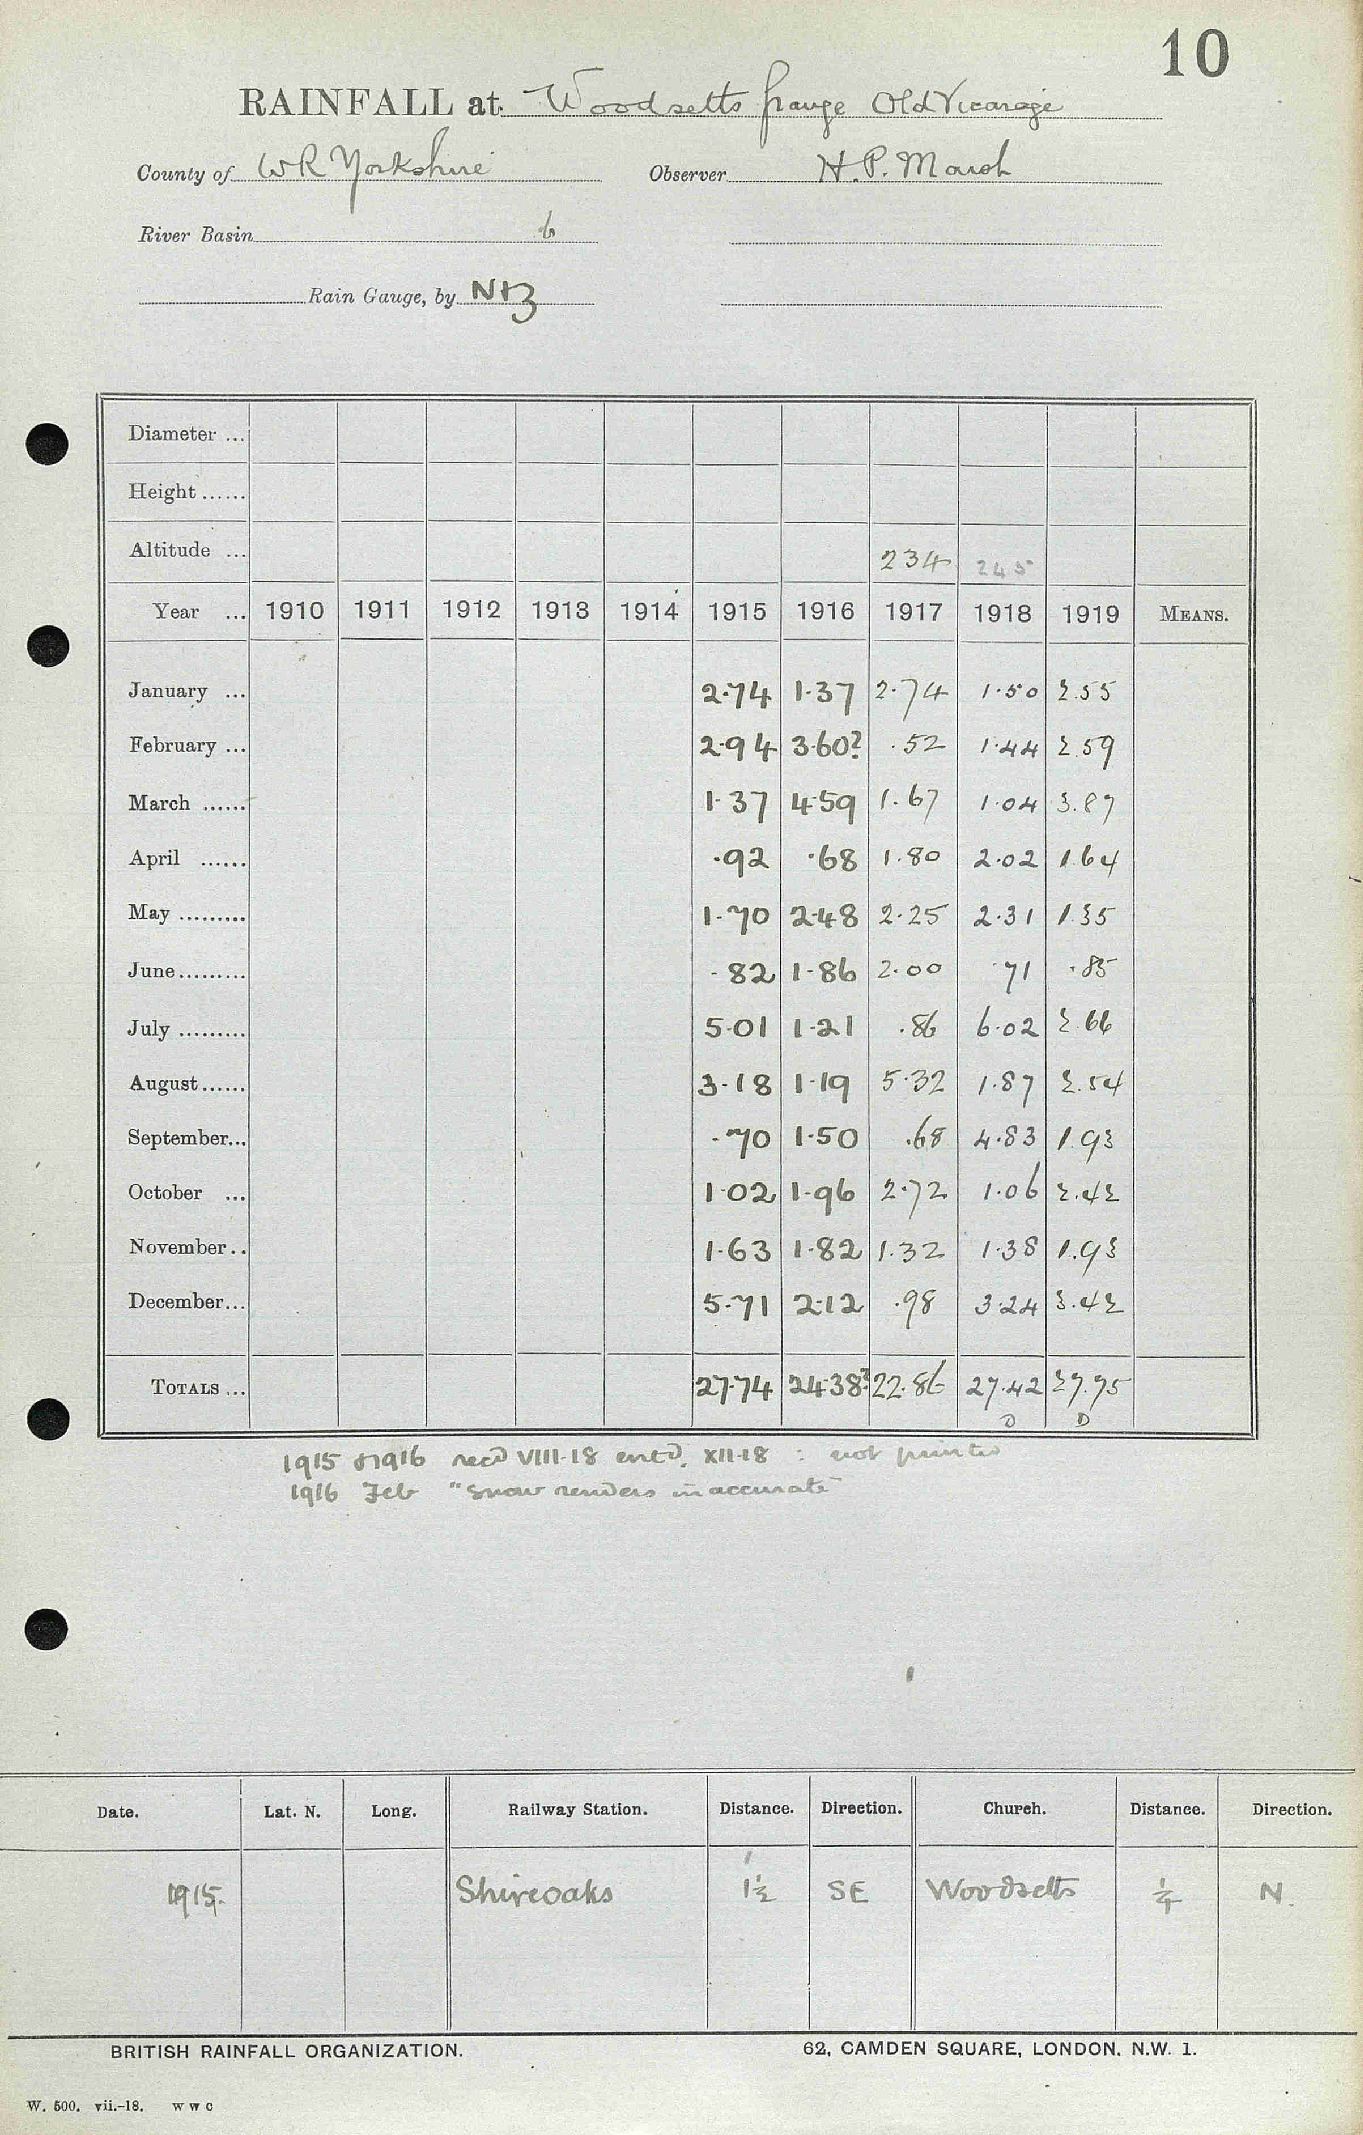 10
RAINFALL at Woodsetts Grange Old Vicarage
County of WR Yorkshire Observer H.P. Marsh
River Basin 6
Rain Gauge, by N+Z
Diameter ...
Height ......
Altitude ... 234 245
Year ... 1910 1911 1912 1913 1914 1915 1916 1917 1918 1919 MEANS.
January ... 2.74 1.37 2.74 1.50 2.55
February ... 2.94 3.60? .52 1.44 2.59
March ...... 1.37 4.59 1.67 1.04 3.87
April ...... .92 .68 1.80 2.02 1.64
May ......... 1.70 2.48 2.25 2.31 1.35
June......... .82 1.86 2.00 .71 .85
July ......... 5.01 1.21 .86 6.02 2.66
August...... 3.18 1.19 5.32 1.87 2.54
September... .70 1.50 .68 4.83 1.93
October ... 1.02 1.96 2.72 1.06 2.42
November.. 1.63 1.82 1.32 1.38 1.93
December... 5.71 2.12 .98 3.24 3.42
TOTALS ... 27.74 24.38? 22.86 27.42 27.75
D D
1915 & 1916 recd VIII-18 entd, XII-18 : not printed
1916 Feb "snow renders inaccurate"
Date. Lat. N. Long. Railway Station. Distance. Direction. Church. Distance. Direction.
1915. Shireoaks 1½ SE Woodsetts ¼ N.
BRITISH RAINFALL ORGANIZATION. 62, CAMDEN SQUARE, LONDON. N.W. 1.
W. 500. vii.-18. W W C